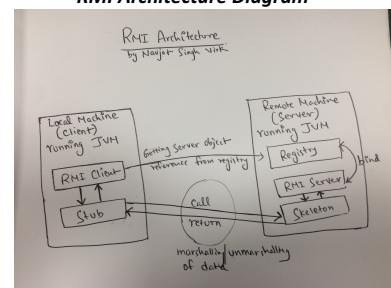 RMI Architecture Diagram
RMI Architecture
by Navjot Singh Virk
Local Machine
(Client)
running JVM
RMI Client
Stub
Getting Server object
reference from registry
call
return
marshalling/unmarshalling
of data
Remote Machine
(Server)
running JVM
Registry
bind
RMI Server
Skeleton